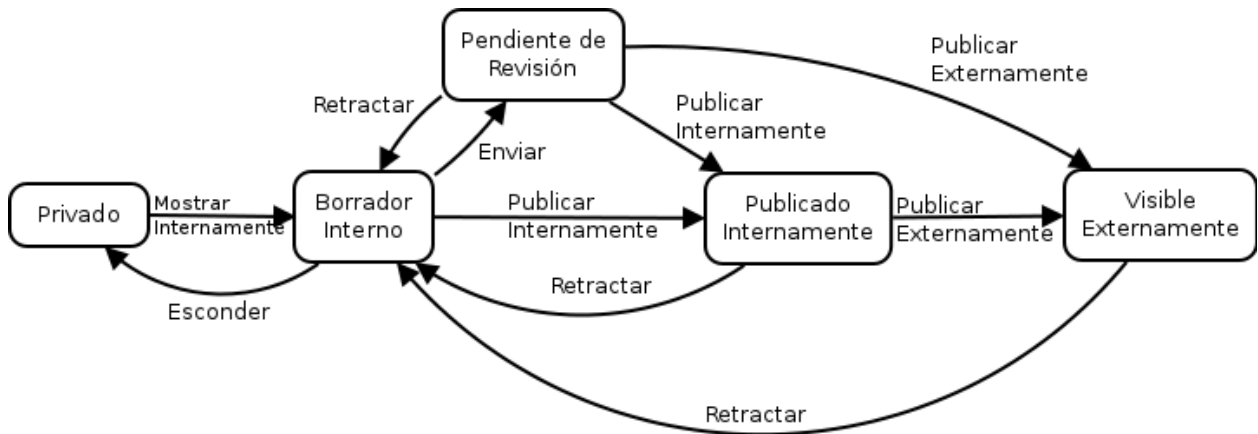 Pendiente de
Revisión
Publicar
Externamente
Retractar
Publicar
Internamente
Enviar
Privado
Mostrar
Internamente
Borrador
Interno
Publicar
Internamente
Publicado
Internamente
Publicar
Externamente
Visible
Externamente
Esconder
Retractar
Retractar